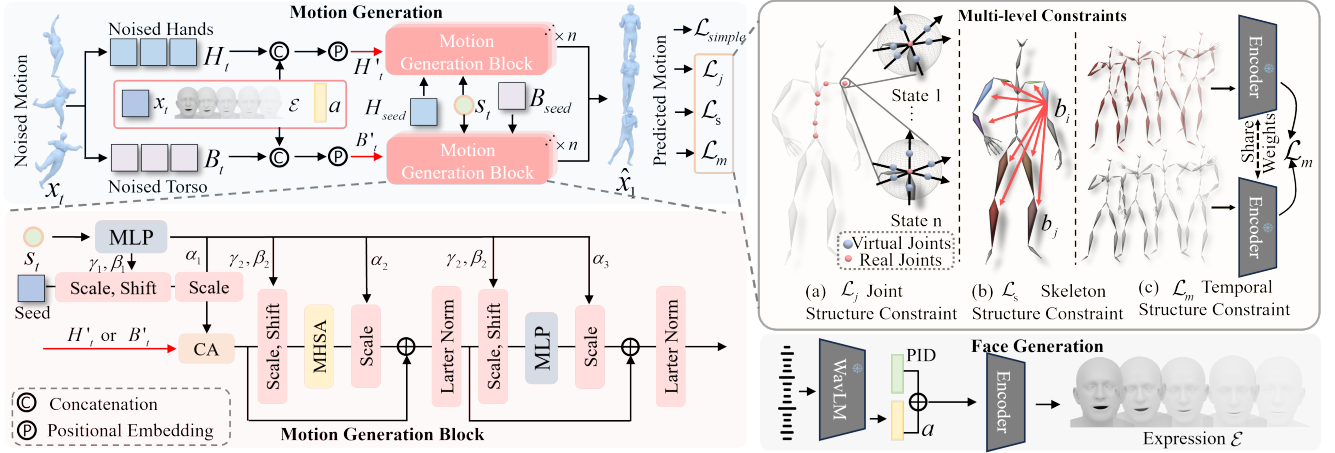 Motion Generation
Noised Motion
x_t
Noised Hands
H_t
x_t
ℰ
a
B_t
Noised Torso
C
P
H'_t
C
P
B'_t
Motion
Generation Block
× n
H_seed
s_t
B_seed
Motion
Generation Block
× n
x̂_1
Predicted Motion
ℒ_simple
ℒ_j
ℒ_s
ℒ_m
Multi-level Constraints
State 1
⋮
State n
Virtual Joints
Real Joints
(a) ℒ_j Joint
Structure Constraint
b_i
b_j
(b) ℒ_s Skeleton
Structure Constraint
Encoder
Share
Weights
Encoder
ℒ_m
(c) ℒ_m Temporal
Structure Constraint
s_t
MLP
γ_1, β_1
α_1
γ_2, β_2
α_2
γ_2, β_2
α_3
Seed
Scale, Shift
Scale
H'_t or B'_t
CA
Scale, Shift
MHSA
Scale
Larter Norm
Scale, Shift
MLP
Scale
Larter Norm
C Concatenation
P Positional Embedding
Motion Generation Block
Face Generation
WavLM
PID
a
Encoder
Expression ℰ